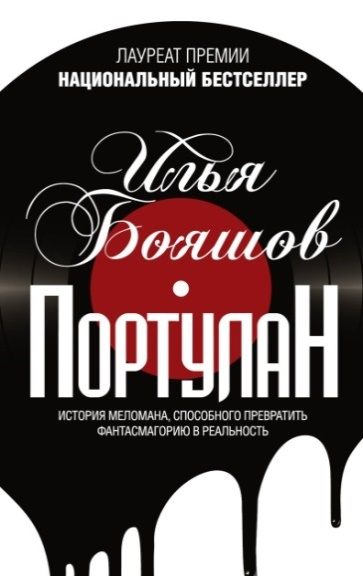 ЛАУРЕАТ ПРЕМИИ
НАЦИОНАЛЬНЫЙ БЕСТСЕЛЛЕР
Илья
Бояшов
ПОРТУЛАН
ИСТОРИЯ МЕЛОМАНА, СПОСОБНОГО ПРЕВРАТИТЬ
ФАНТАСМАГОРИЮ В РЕАЛЬНОСТЬ